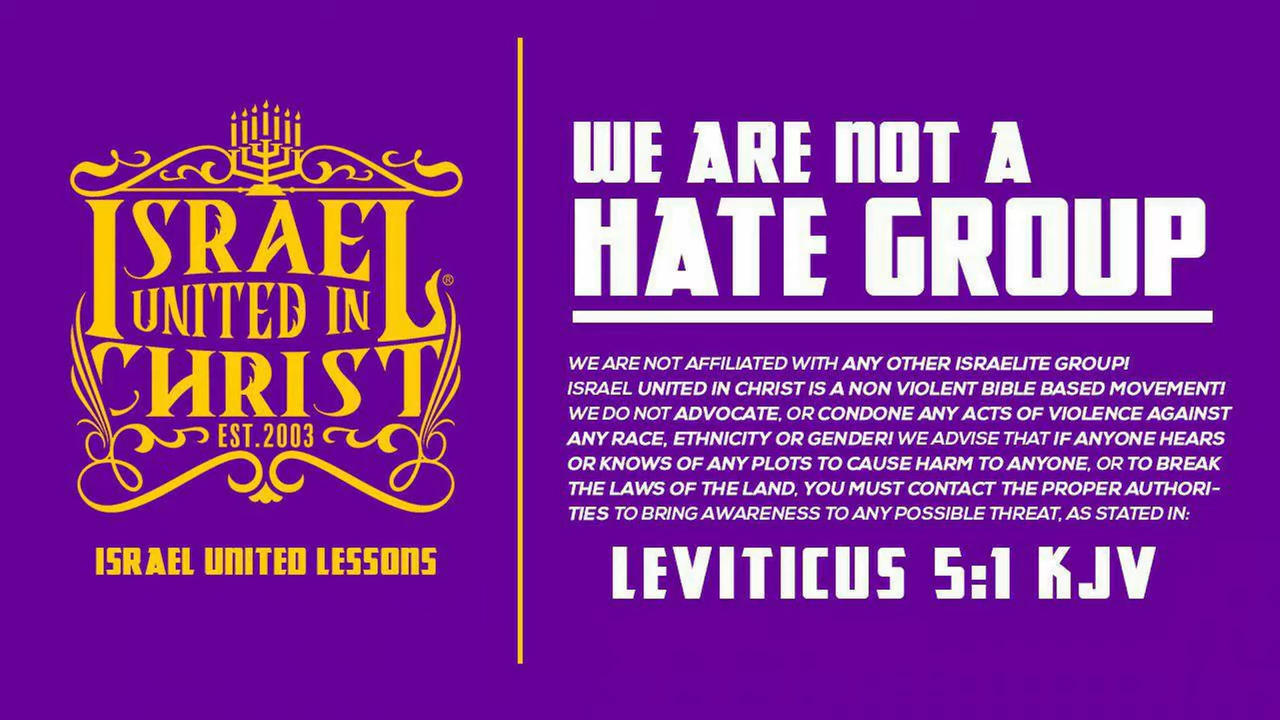 ISRAEL
UNITED IN
CHRIST
EST.2003
ISRAEL UNITED LESSONS
WE ARE NOT A
HATE GROUP
WE ARE NOT AFFILIATED WITH ANY OTHER ISRAELITE GROUP!
ISRAEL UNITED IN CHRIST IS A NON VIOLENT BIBLE BASED MOVEMENT!
WE DO NOT ADVOCATE, OR CONDONE ANY ACTS OF VIOLENCE AGAINST
ANY RACE, ETHNICITY OR GENDER! WE ADVISE THAT IF ANYONE HEARS
OR KNOWS OF ANY PLOTS TO CAUSE HARM TO ANYONE, OR TO BREAK
THE LAWS OF THE LAND, YOU MUST CONTACT THE PROPER AUTHORI-
TIES TO BRING AWARENESS TO ANY POSSIBLE THREAT, AS STATED IN:
LEVITICUS 5:1 KJV